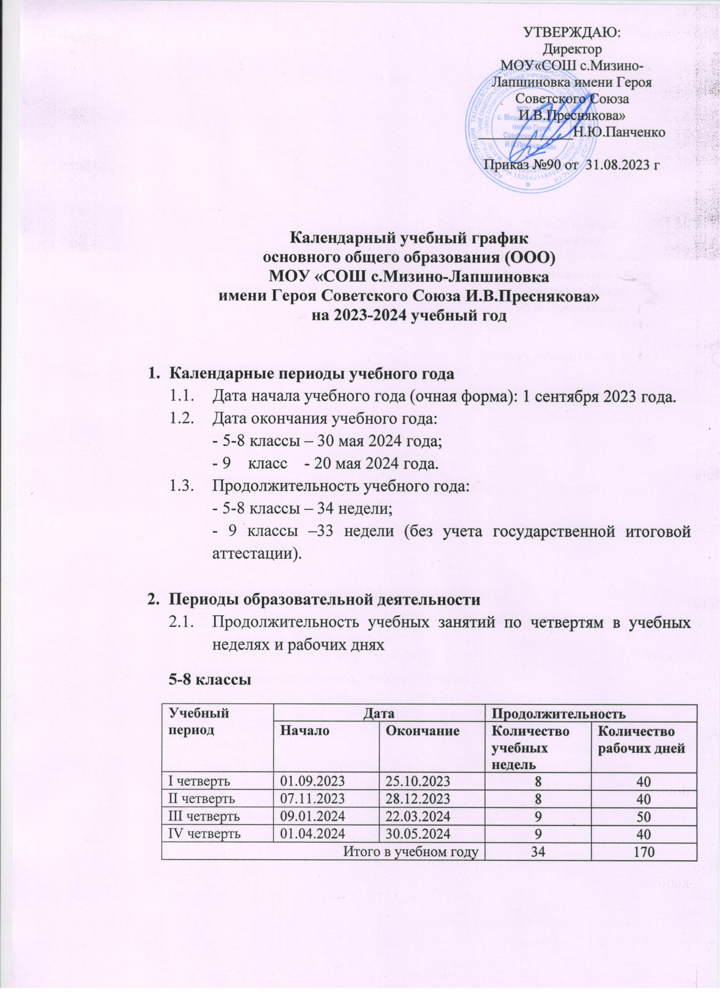 УТВЕРЖДАЮ:
Директор
МОУ«СОШ с.Мизино-
Лапшиновка имени Героя
Советского Союза
И.В.Преснякова»
______________Н.Ю.Панченко
Приказ №90 от 31.08.2023 г
Календарный учебный график
основного общего образования (ООО)
МОУ «СОШ с.Мизино-Лапшиновка
имени Героя Советского Союза И.В.Преснякова»
на 2023-2024 учебный год
1. Календарные периоды учебного года
1.1. Дата начала учебного года (очная форма): 1 сентября 2023 года.
1.2. Дата окончания учебного года:
- 5-8 классы – 30 мая 2024 года;
- 9 класс - 20 мая 2024 года.
1.3. Продолжительность учебного года:
- 5-8 классы – 34 недели;
- 9 классы –33 недели (без учета государственной итоговой
аттестации).
2. Периоды образовательной деятельности
2.1. Продолжительность учебных занятий по четвертям в учебных
неделях и рабочих днях
5-8 классы
Учебный период Дата Продолжительность
Начало Окончание Количество учебных недель Количество рабочих дней
I четверть 01.09.2023 25.10.2023 8 40
II четверть 07.11.2023 28.12.2023 8 40
III четверть 09.01.2024 22.03.2024 9 50
IV четверть 01.04.2024 30.05.2024 9 40
Итого в учебном году 34 170